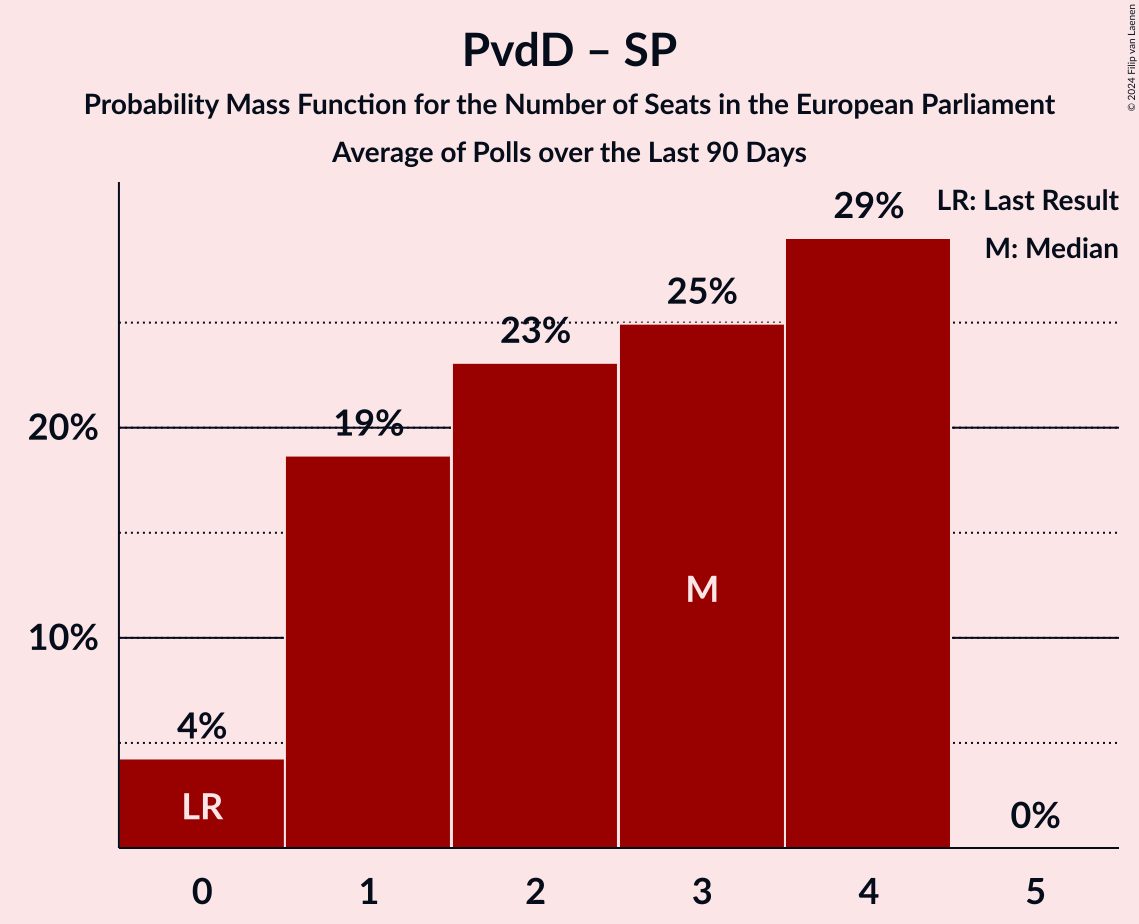 PvdD – SP
Probability Mass Function for the Number of Seats in the European Parliament
Average of Polls over the Last 90 Days
© 2024 Filip van Laenen
LR: Last Result
M: Median
29%
25%
23%
19%
4%
0%
20%
10%
LR
M
0 1 2 3 4 5